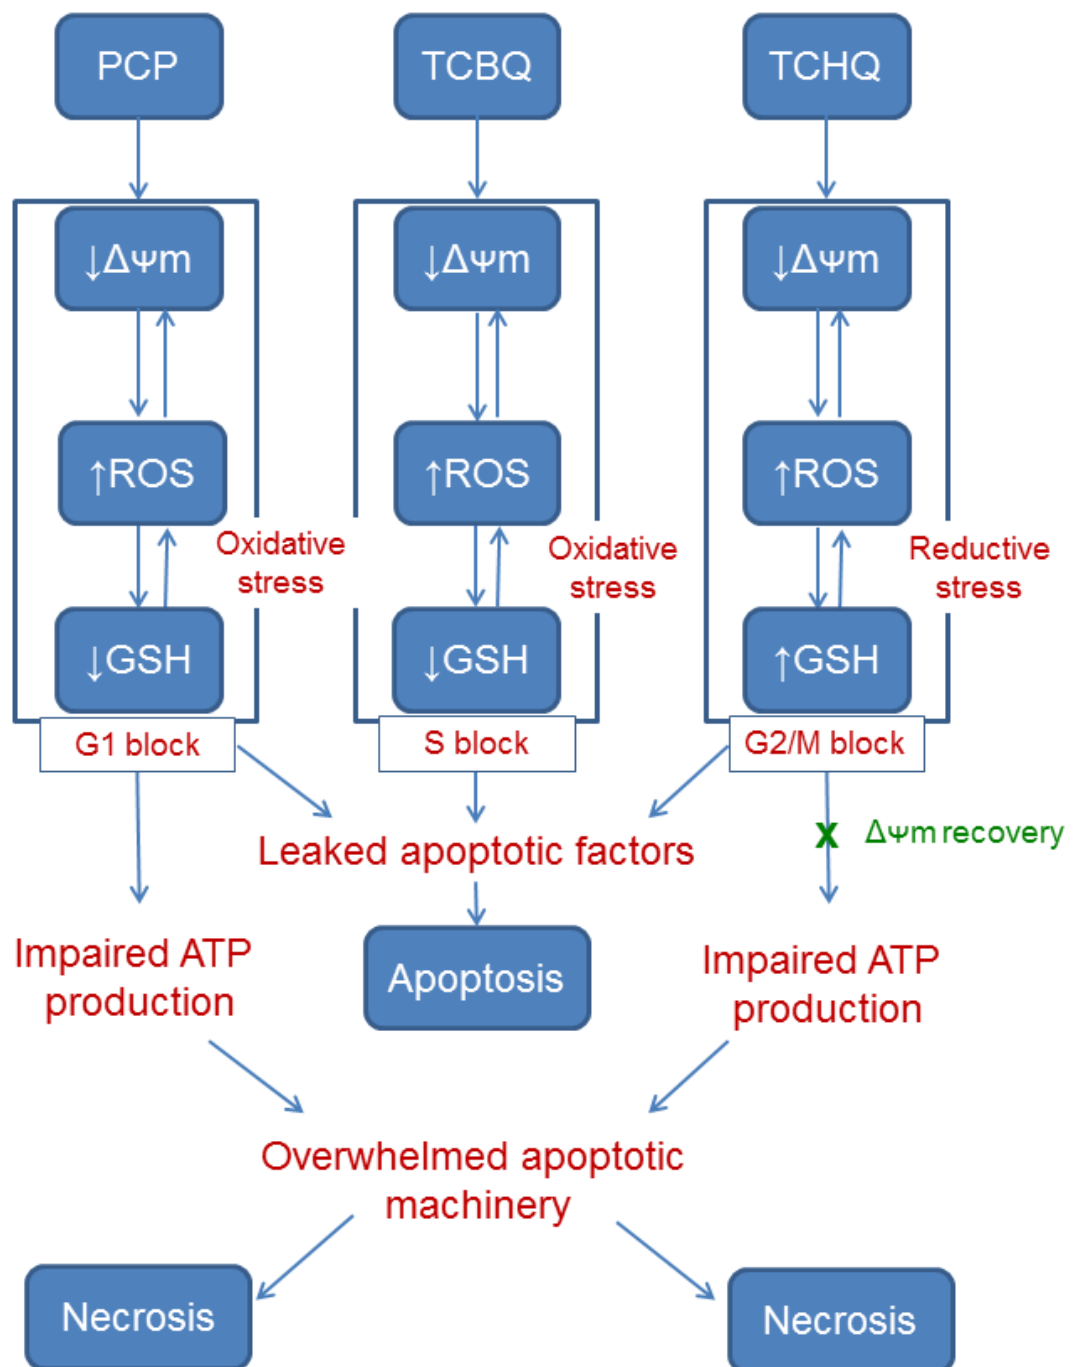 PCP
TCBQ
TCHQ
↓Δψm
↓Δψm
↓Δψm
↑ROS
↑ROS
↑ROS
Oxidative
stress
Oxidative
stress
Reductive
stress
↓GSH
↓GSH
↑GSH
G1 block
S block
G2/M block
Leaked apoptotic factors
X Δψm recovery
Impaired ATP
production
Apoptosis
Impaired ATP
production
Overwhelmed apoptotic
machinery
Necrosis
Necrosis